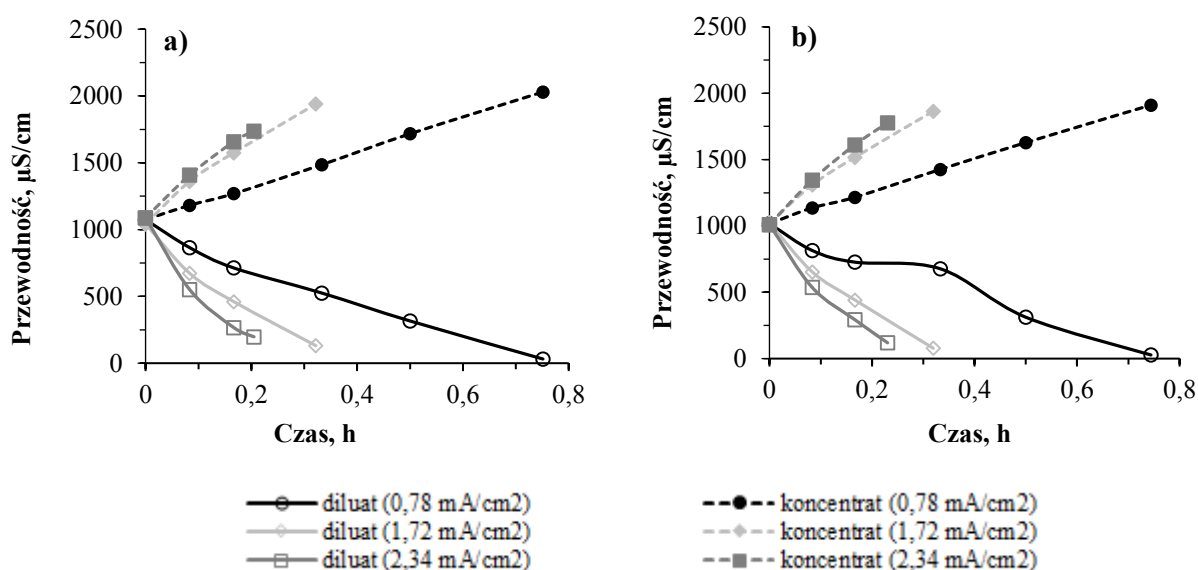 a)
Przewodność, µS/cm
2500
2000
1500
1000
500
0
0 0,2 0,4 0,6 0,8
Czas, h
b)
Przewodność, µS/cm
2500
2000
1500
1000
500
0
0 0,2 0,4 0,6 0,8
Czas, h
diluat (0,78 mA/cm2)
diluat (1,72 mA/cm2)
diluat (2,34 mA/cm2)
koncentrat (0,78 mA/cm2)
koncentrat (1,72 mA/cm2)
koncentrat (2,34 mA/cm2)